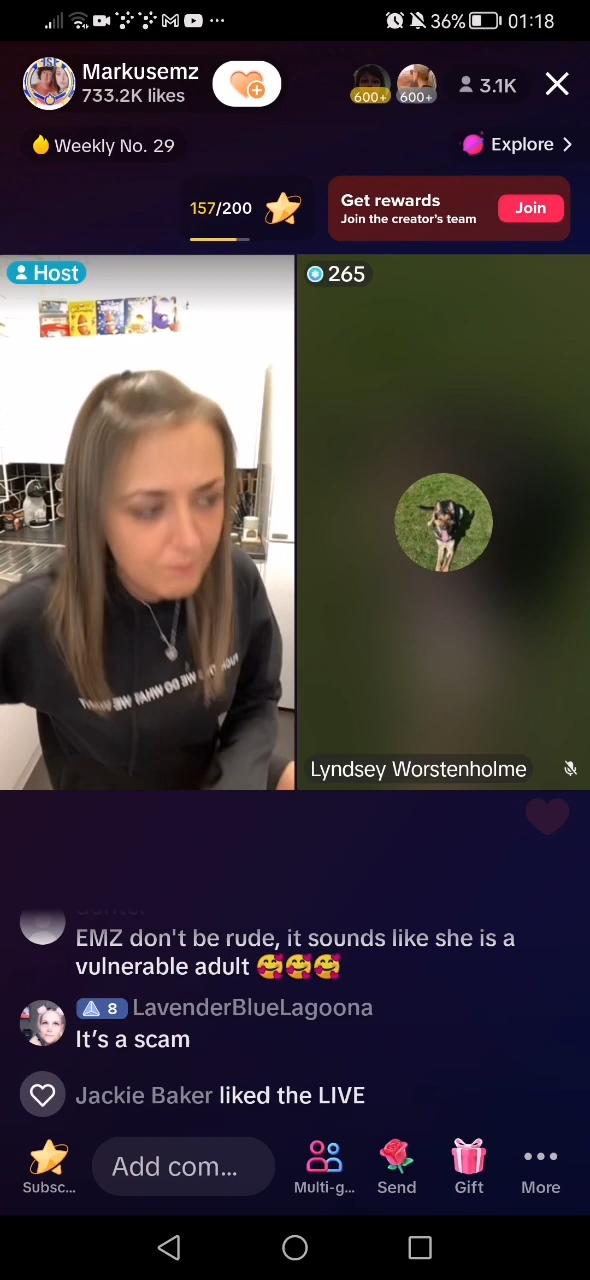 36% 01:18
Markusemz
733.2K likes
600+ 600+ 3.1K
Weekly No. 29
Explore
157/200
Get rewards
Join the creator's team
Join
Host
265
Lyndsey Worstenholme
EMZ don't be rude, it sounds like she is a
vulnerable adult 🥰🥰🥰
8 LavenderBlueLagoona
It's a scam
Jackie Baker liked the LIVE
Add com...
Subsc... Multi-g... Send Gift More